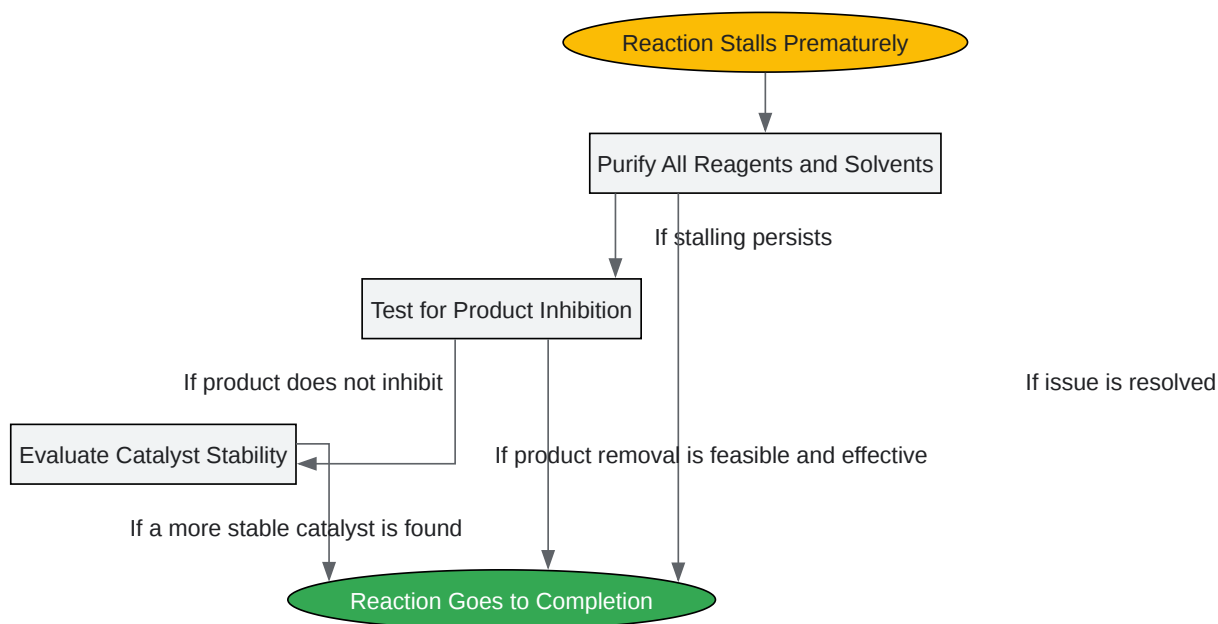 Reaction Stalls Prematurely
Purify All Reagents and Solvents
If stalling persists
Test for Product Inhibition
If product does not inhibit
If issue is resolved
Evaluate Catalyst Stability
If product removal is feasible and effective
If a more stable catalyst is found
Reaction Goes to Completion